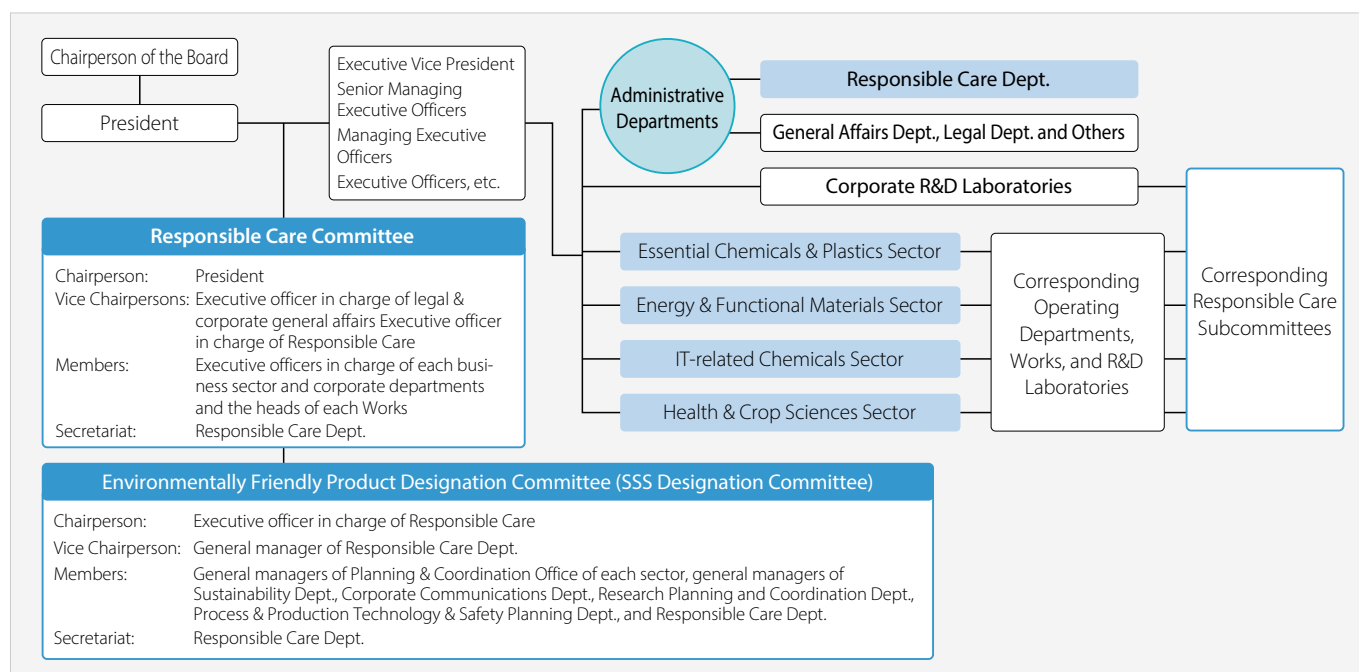 Chairperson of the Board
President
Executive Vice President
Senior Managing
Executive Officers
Managing Executive
Officers
Executive Officers, etc.
Administrative
Departments
Responsible Care Dept.
General Affairs Dept., Legal Dept. and Others
Corporate R&D Laboratories
Essential Chemicals & Plastics Sector
Energy & Functional Materials Sector
IT-related Chemicals Sector
Health & Crop Sciences Sector
Corresponding
Operating
Departments,
Works, and R&D
Laboratories
Corresponding
Responsible Care
Subcommittees
Responsible Care Committee
Chairperson: President
Vice Chairpersons: Executive officer in charge of legal &
corporate general affairs Executive officer
in charge of Responsible Care
Members: Executive officers in charge of each busi-
ness sector and corporate departments
and the heads of each Works
Secretariat: Responsible Care Dept.
Environmentally Friendly Product Designation Committee (SSS Designation Committee)
Chairperson: Executive officer in charge of Responsible Care
Vice Chairperson: General manager of Responsible Care Dept.
Members: General managers of Planning & Coordination Office of each sector, general managers of
Sustainability Dept., Corporate Communications Dept., Research Planning and Coordination Dept.,
Process & Production Technology & Safety Planning Dept., and Responsible Care Dept.
Secretariat: Responsible Care Dept.